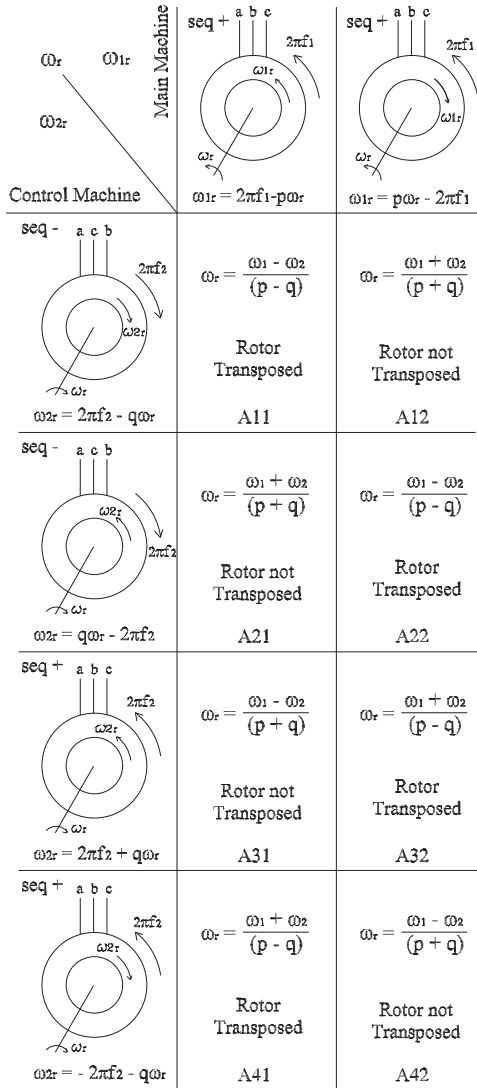 ωr ω1r
ω2r
Main Machine
Control Machine
seq + a b c
2πf1
ω1r
ωr
ω1r = 2πf1-pωr
seq + a b c
2πf1
ω1r
ωr
ω1r = pωr - 2πf1
seq - a c b
2πf2
ω2r
ωr
ω2r = 2πf2 - qωr
ωr = (ω1 - ω2)/(p - q)
Rotor
Transposed
A11
ωr = (ω1 + ω2)/(p + q)
Rotor not
Transposed
A12
seq - a c b
ω2r
2πf2
ωr
ω2r = qωr - 2πf2
ωr = (ω1 + ω2)/(p + q)
Rotor not
Transposed
A21
ωr = (ω1 - ω2)/(p - q)
Rotor
Transposed
A22
seq + a b c
2πf2
ω2r
ωr
ω2r = 2πf2 + qωr
ωr = (ω1 - ω2)/(p + q)
Rotor not
Transposed
A31
ωr = (ω1 + ω2)/(p - q)
Rotor
Transposed
A32
seq + a b c
2πf2
ω2r
ωr
ω2r = - 2πf2 - qωr
ωr = (ω1 + ω2)/(p - q)
Rotor
Transposed
A41
ωr = (ω1 - ω2)/(p + q)
Rotor not
Transposed
A42